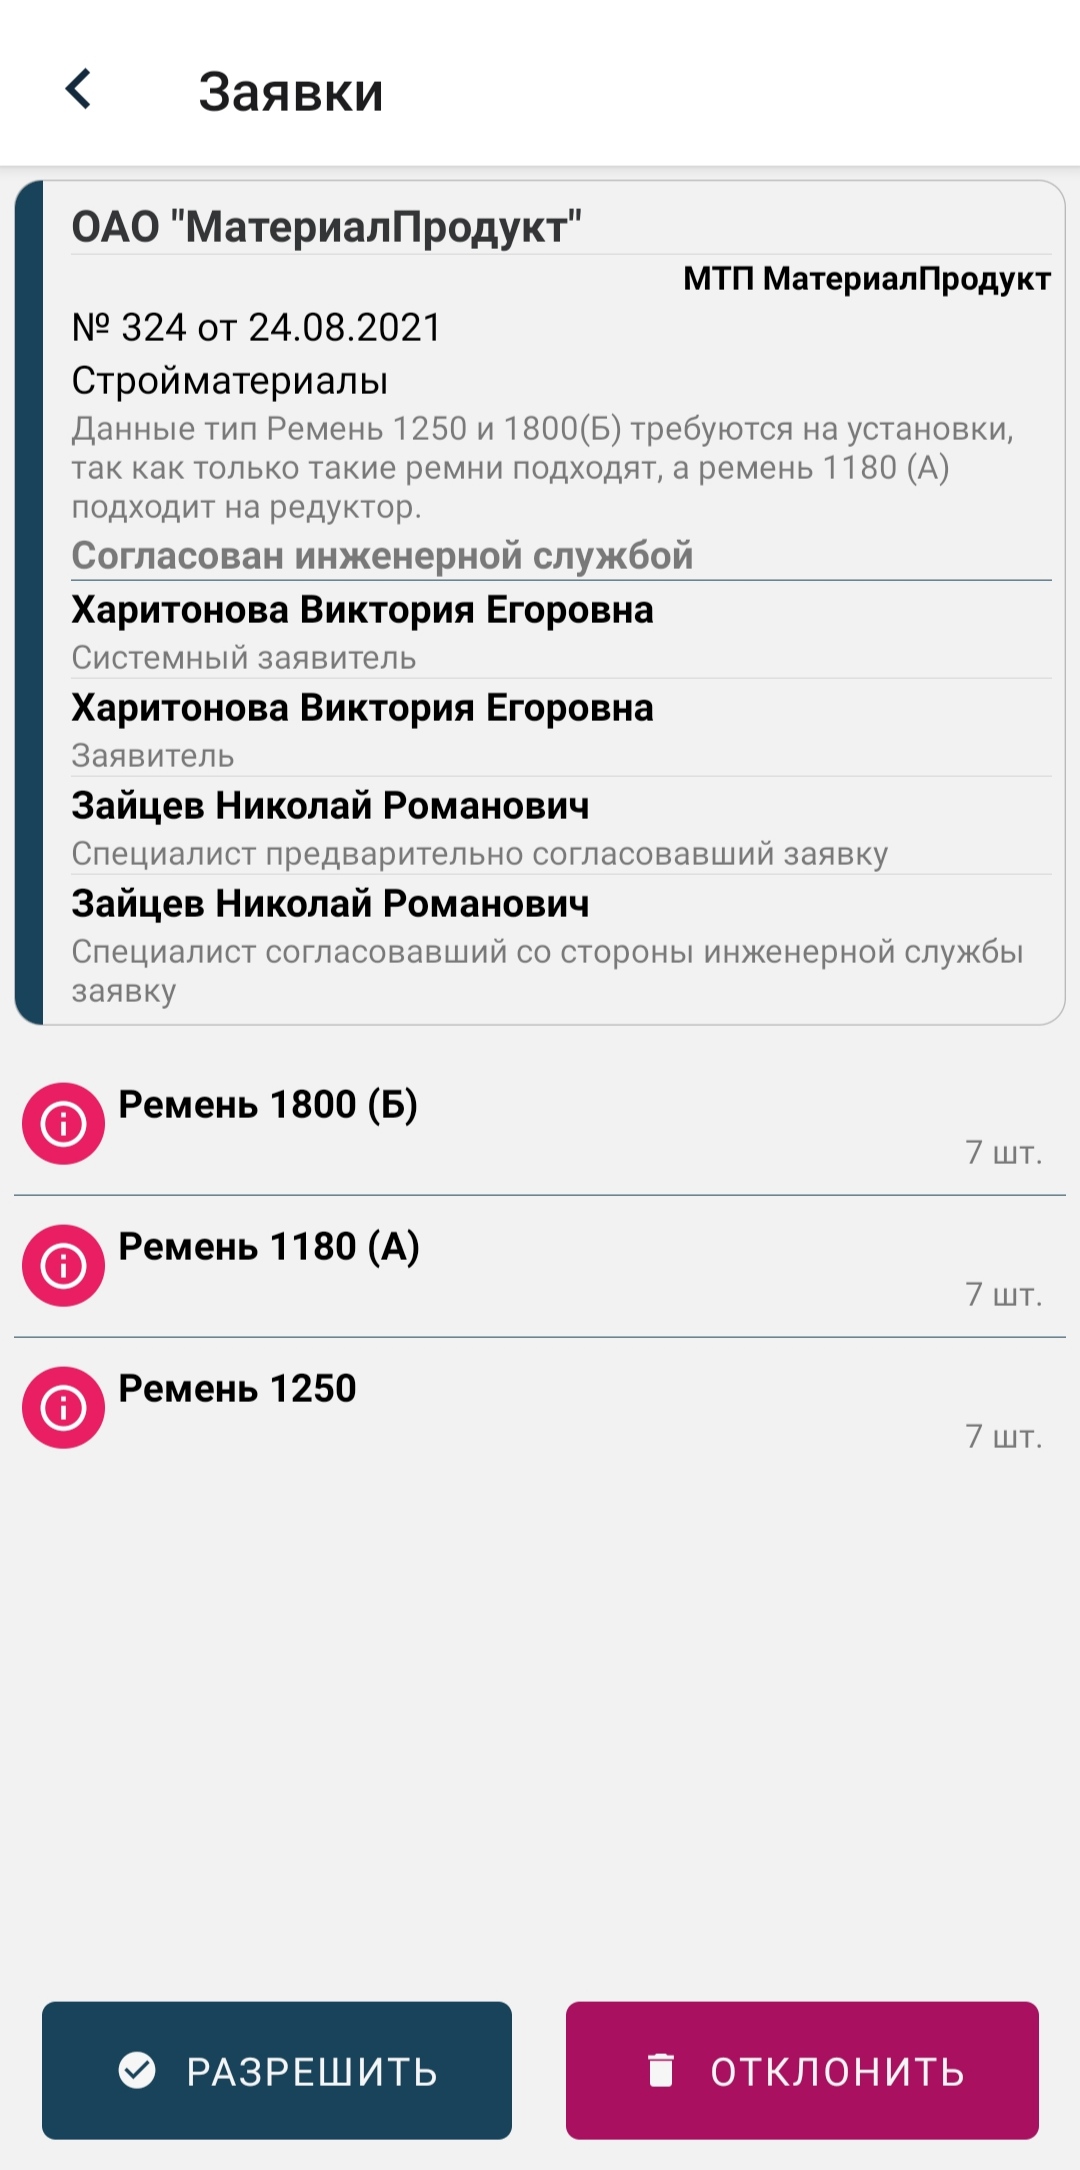 Заявки
ОАО "МатериалПродукт"
МТП МатериалПродукт
№ 324 от 24.08.2021
Стройматериалы
Данные тип Ремень 1250 и 1800(Б) требуются на установки,
так как только такие ремни подходят, а ремень 1180 (А)
подходит на редуктор.
Согласован инженерной службой
Харитонова Виктория Егоровна
Системный заявитель
Харитонова Виктория Егоровна
Заявитель
Зайцев Николай Романович
Специалист предварительно согласовавший заявку
Зайцев Николай Романович
Специалист согласовавший со стороны инженерной службы
заявку
Ремень 1800 (Б)
7 шт.
Ремень 1180 (А)
7 шт.
Ремень 1250
7 шт.
РАЗРЕШИТЬ
ОТКЛОНИТЬ